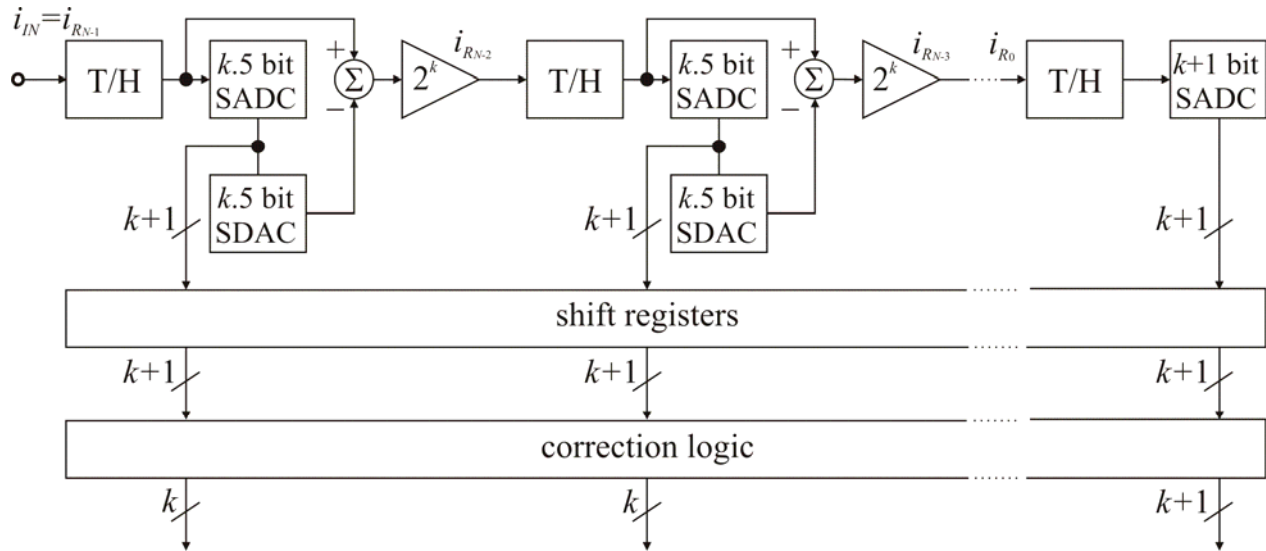 i_IN=i_RN-1
T/H
k.5 bit
SADC
k.5 bit
SDAC
+
−
Σ
2^k
i_RN-2
T/H
k.5 bit
SADC
k.5 bit
SDAC
+
−
Σ
2^k
i_RN-3
i_R0
T/H
k+1 bit
SADC
k+1
k+1
k+1
shift registers
k+1
k+1
k+1
correction logic
k
k
k+1